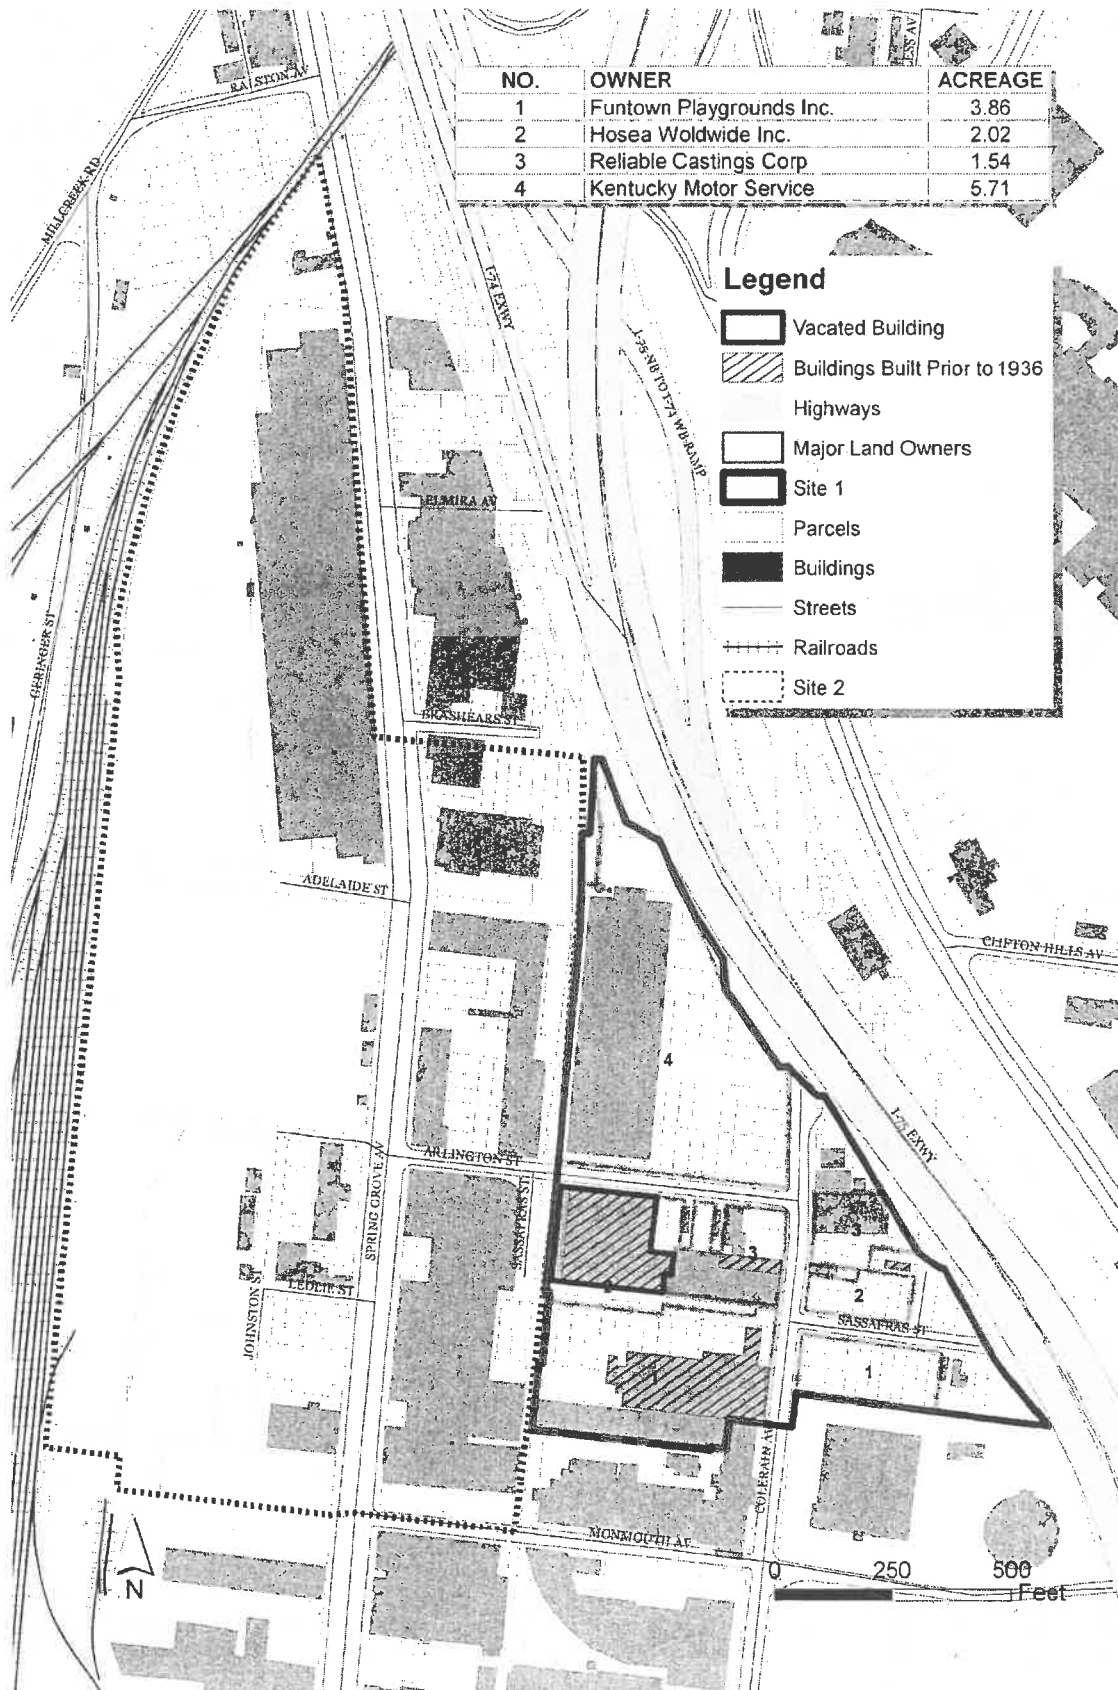 NO. OWNER ACREAGE
1 Funtown Playgrounds Inc. 3.86
2 Hosea Woldwide Inc. 2.02
3 Reliable Castings Corp 1.54
4 Kentucky Motor Service 5.71
Legend
Vacated Building
Buildings Built Prior to 1936
Highways
Major Land Owners
Site 1
Parcels
Buildings
Streets
Railroads
Site 2
MILLCREEK RD
I-74 EXWY
I-75 NB TO I-74 WB RAMP
ELMIRA AV
GERINGER ST
BRASHEARS ST
ADELAIDE ST
CLIFTON HILLS AV
4
I-75 EXWY
ARLINGTON ST
SPRING GROVE AV
SASSAFRAS ST
3
3
2
LEDLIE ST
JOHNSTON ST
SASSAFRAS ST
1
1
COLERAIN AV
MONMOUTH AV
N
0 250 500
Feet